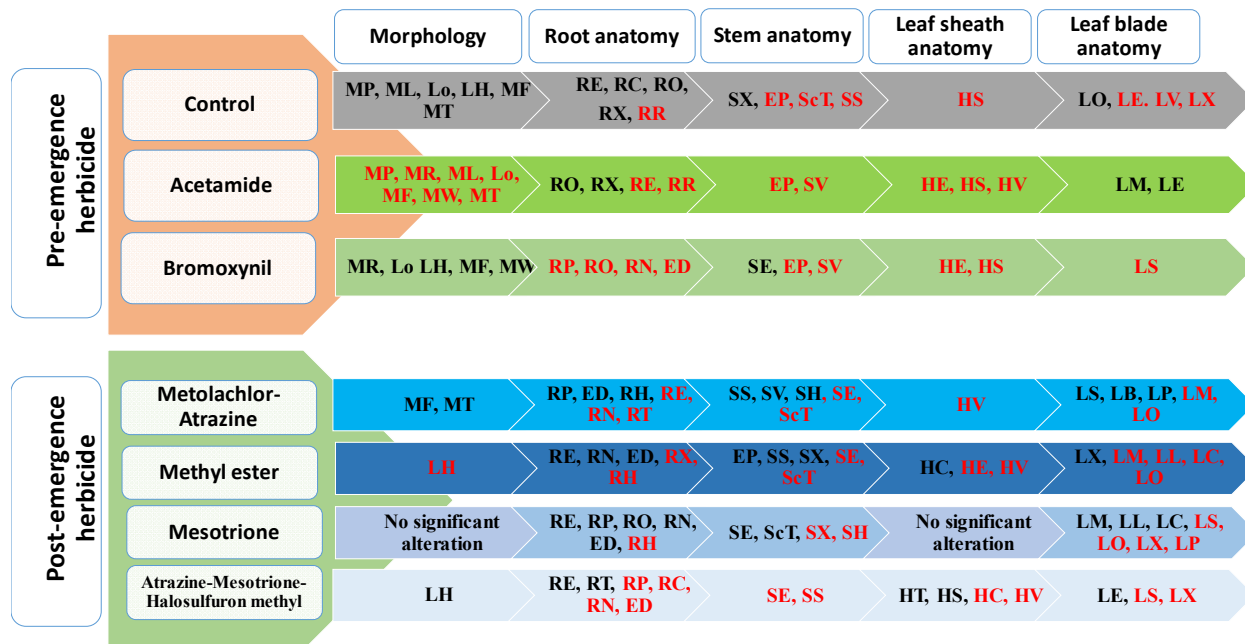 Morphology
Root anatomy
Stem anatomy
Leaf sheath
anatomy
Leaf blade
anatomy
Pre-emergence
herbicide
Control
MP, ML, Lo, LH, MF
MT
RE, RC, RO,
RX, RR
SX, EP, ScT, SS
HS
LO, LE. LV, LX
Acetamide
MP, MR, ML, Lo,
MF, MW, MT
RO, RX, RE, RR
EP, SV
HE, HS, HV
LM, LE
Bromoxynil
MR, Lo LH, MF, MW
RP, RO, RN, ED
SE, EP, SV
HE, HS
LS
Post-emergence
herbicide
Metolachlor-
Atrazine
MF, MT
RP, ED, RH, RE,
RN, RT
SS, SV, SH, SE,
ScT
HV
LS, LB, LP, LM,
LO
Methyl ester
LH
RE, RN, ED, RX,
RH
EP, SS, SX, SE,
ScT
HC, HE, HV
LX, LM, LL, LC,
LO
Mesotrione
No significant
alteration
RE, RP, RO, RN,
ED, RH
SE, ScT, SX, SH
No significant
alteration
LM, LL, LC, LS,
LO, LX, LP
Atrazine-Mesotrione-
Halosulfuron methyl
LH
RE, RT, RP, RC,
RN, ED
SE, SS
HT, HS, HC, HV
LE, LS, LX